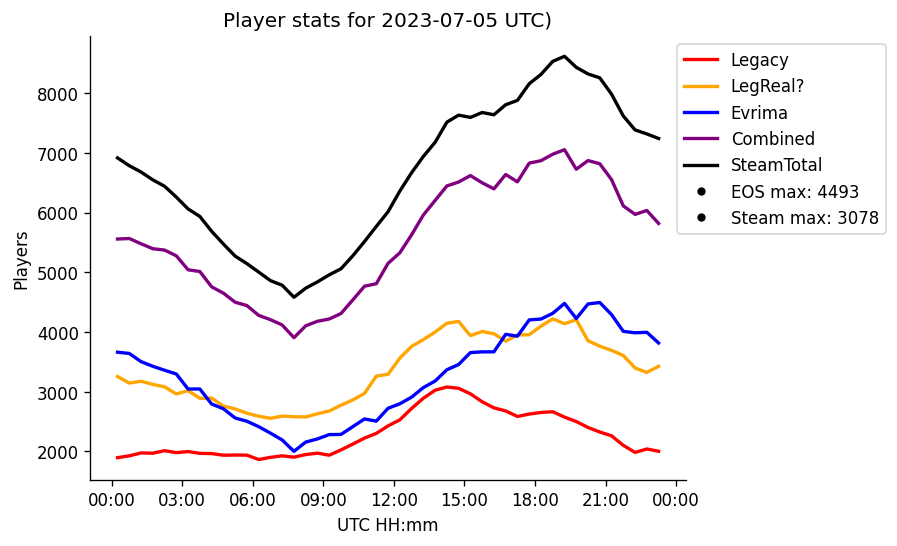 Player stats for 2023-07-05 UTC)
Players
8000
7000
6000
5000
4000
3000
2000
00:00 03:00 06:00 09:00 12:00 15:00 18:00 21:00 00:00
UTC HH:mm
Legacy
LegReal?
Evrima
Combined
SteamTotal
EOS max: 4493
Steam max: 3078